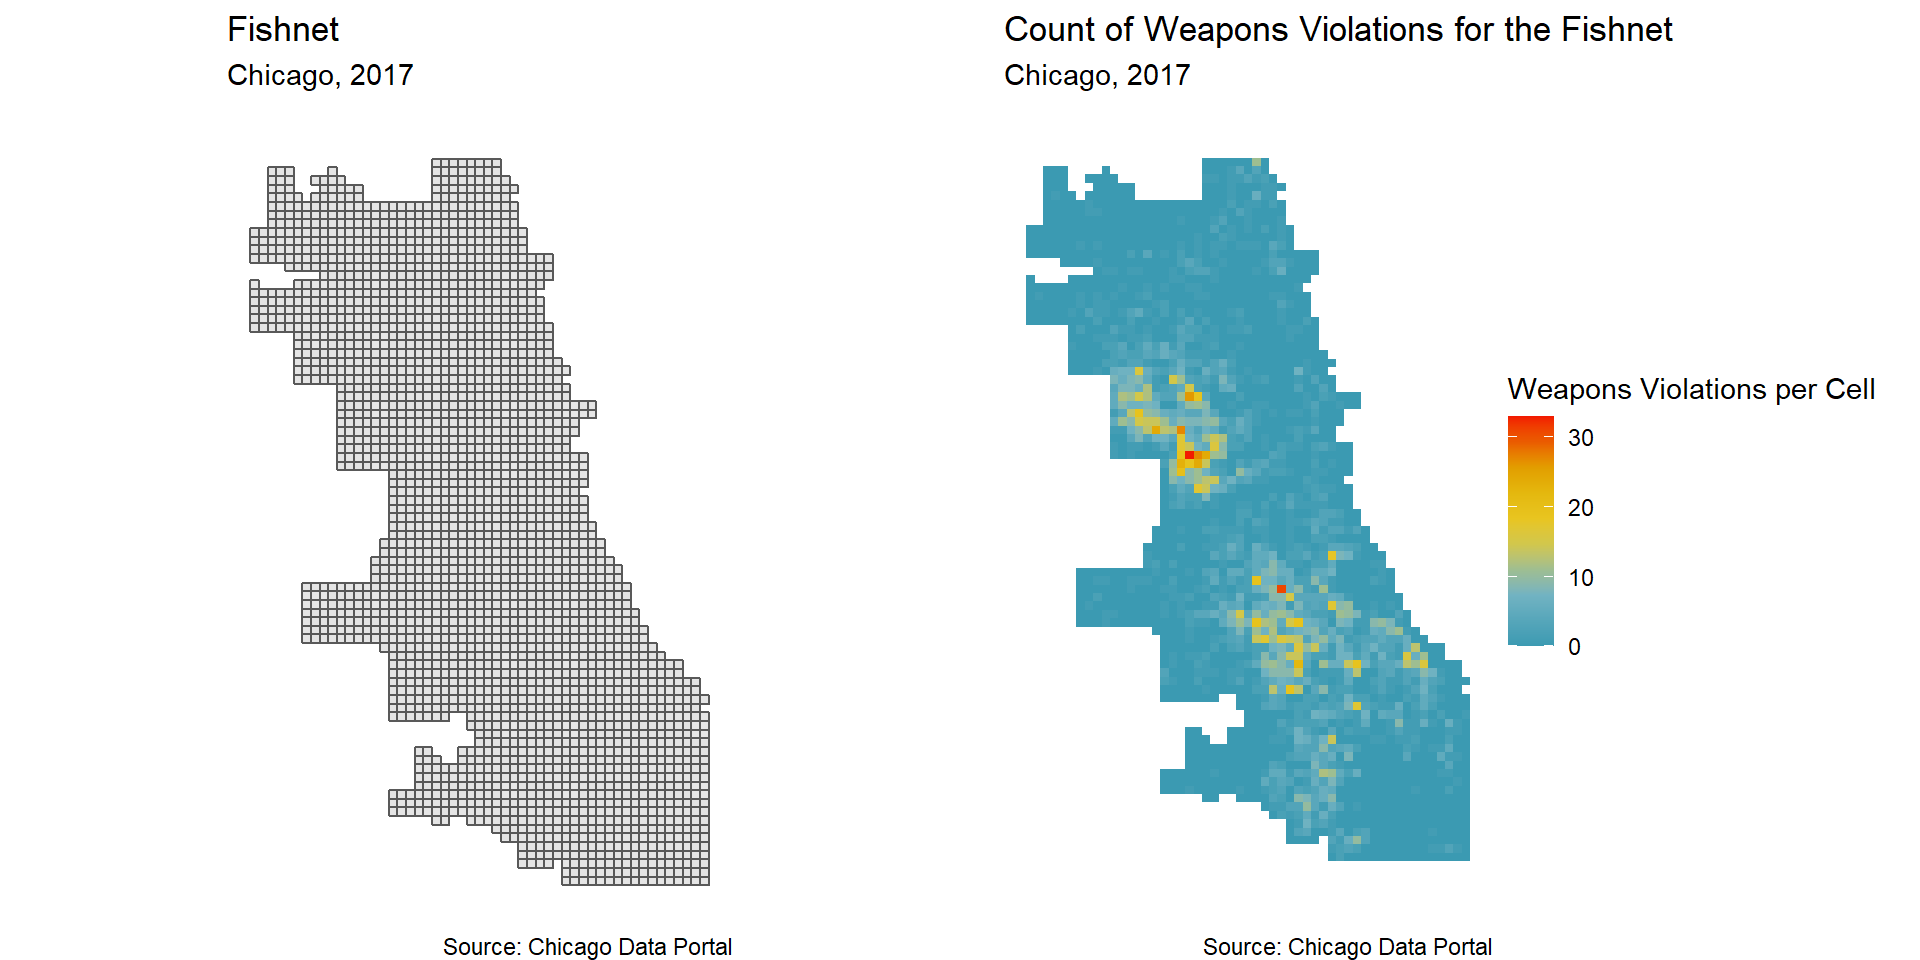 Fishnet
Chicago, 2017
Count of Weapons Violations for the Fishnet
Chicago, 2017
Weapons Violations per Cell
30
20
10
0
Source: Chicago Data Portal
Source: Chicago Data Portal